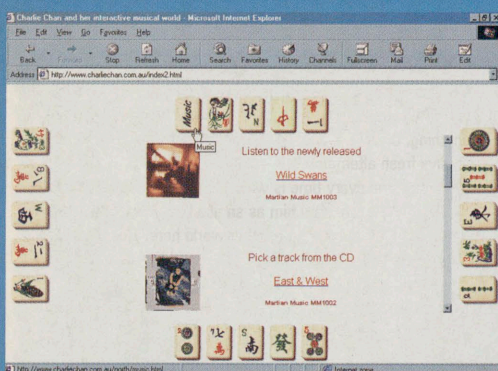 Charlie Chan and her interactive musical world - Microsoft Internet Explorer
File Edit View Go Favorites Help
Back Forward Stop Refresh Home Search Favorites History Channels Fullscreen Mail Print Edit
Address http://www.charliechan.com.au/index2.html
Music
N
Music
Listen to the newly released
Wild Swans
Martian Music MM1003
W
Pick a track from the CD
East & West
Martian Music MM1002
S
發
http://www.charliechan.com.au/north/music.html
Internet zone